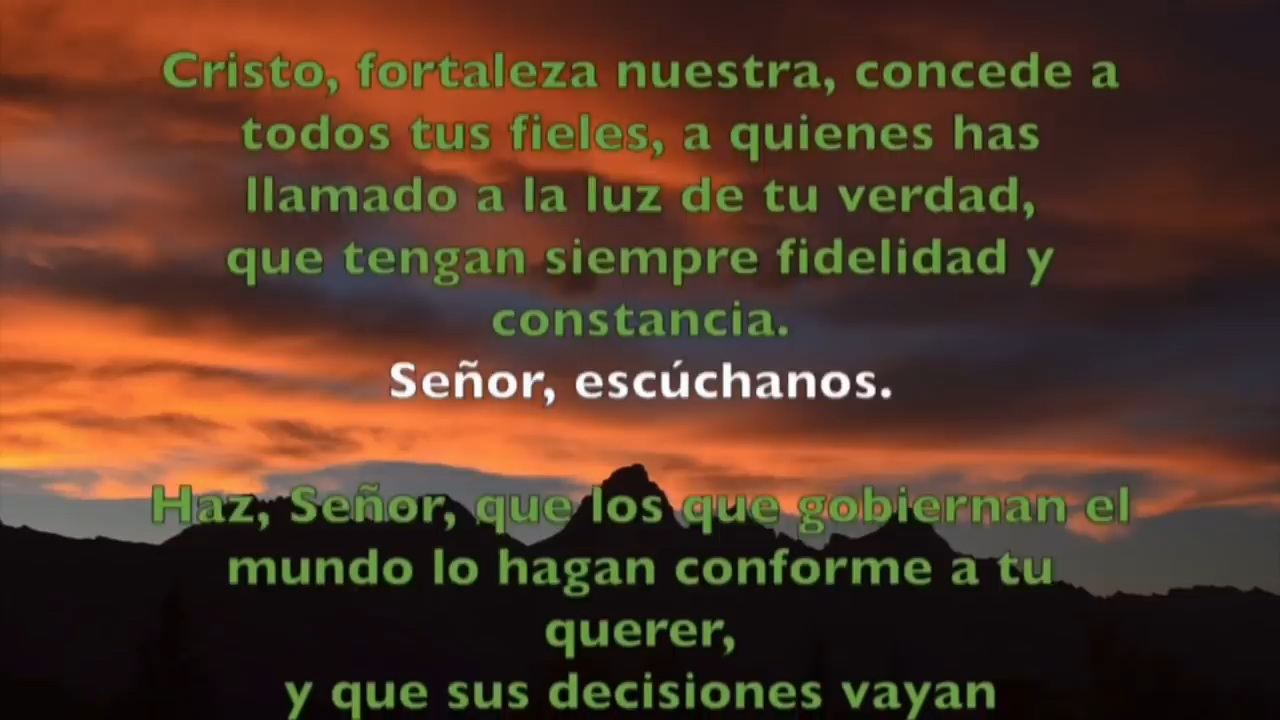 Cristo, fortaleza nuestra, concede a
todos tus fieles, a quienes has
llamado a la luz de tu verdad,
que tengan siempre fidelidad y
constancia.
Señor, escúchanos.
Haz, Señor, que los que gobiernan el
mundo lo hagan conforme a tu
querer,
y que sus decisiones vayan